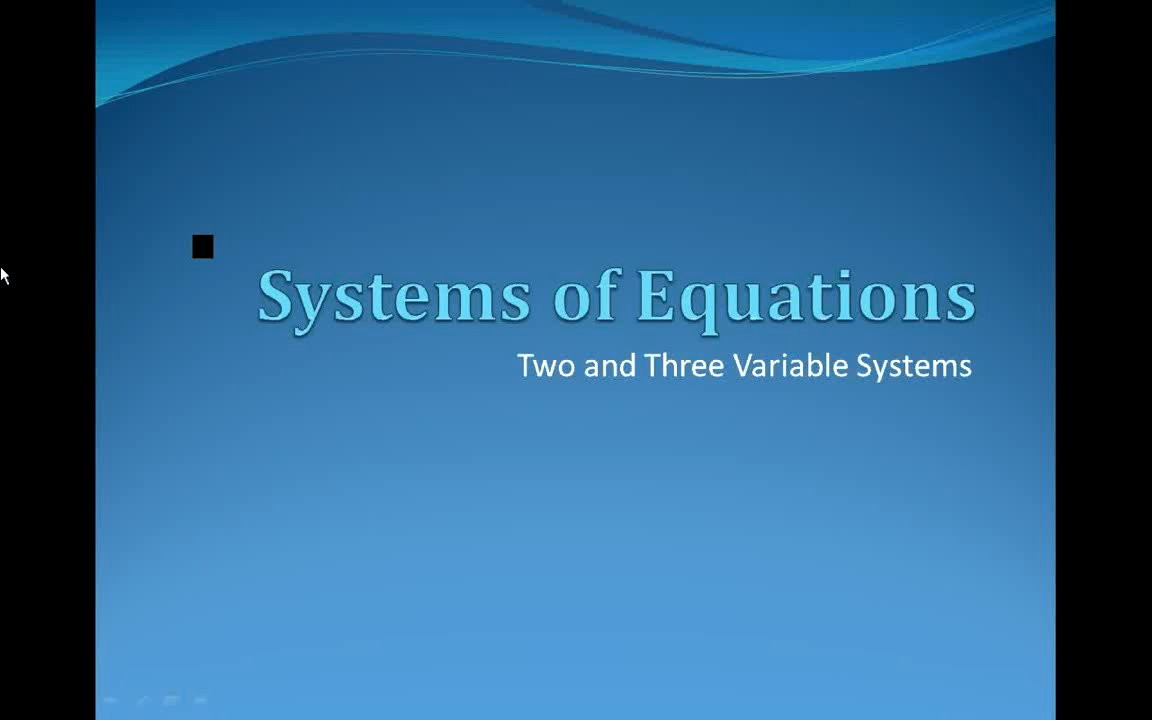 Systems of Equations
Two and Three Variable Systems